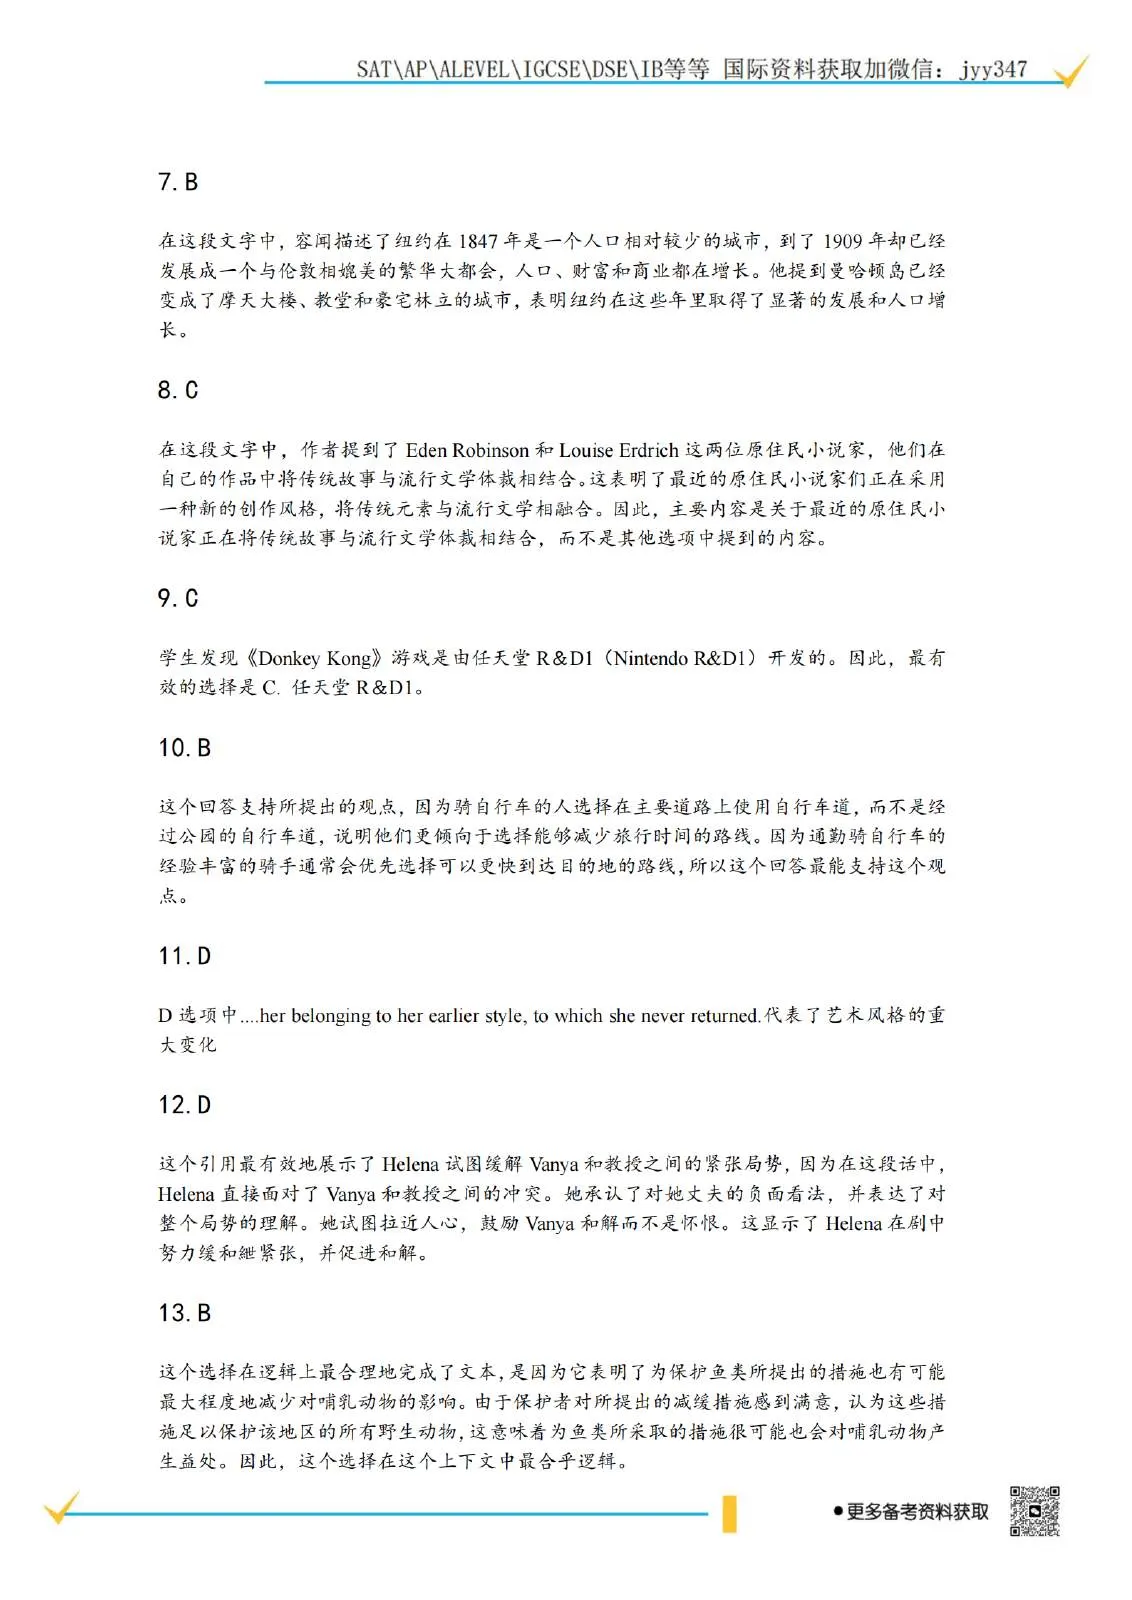 SAT\AP\ALEVEL\IGCSE\DSE\IB等等 国际资料获取加微信：jyy347
7. B
在这段文字中，容闻描述了纽约在 1847 年是一个人口相对较少的城市，到了 1909 年却已经
发展成一个与伦敦相媲美的繁华大都会，人口、财富和商业都在增长。他提到曼哈顿岛已经
变成了摩天大楼、教堂和豪宅林立的城市，表明纽约在这些年里取得了显著的发展和人口增
长。
8. C
在这段文字中，作者提到了 Eden Robinson 和 Louise Erdrich 这两位原住民小说家，他们在
自己的作品中将传统故事与流行文学体裁相结合。这表明了最近的原住民小说家们正在采用
一种新的创作风格，将传统元素与流行文学相融合。因此，主要内容是关于最近的原住民小
说家正在将传统故事与流行文学体裁相结合，而不是其他选项中提到的内容。
9. C
学生发现《Donkey Kong》游戏是由任天堂 R＆D1（Nintendo R&D1）开发的。因此，最有
效的选择是 C. 任天堂 R＆D1。
10. B
这个回答支持所提出的观点，因为骑自行车的人选择在主要道路上使用自行车道，而不是经
过公园的自行车道，说明他们更倾向于选择能够减少旅行时间的路线。因为通勤骑自行车的
经验丰富的骑手通常会优先选择可以更快到达目的地的路线，所以这个回答最能支持这个观
点。
11. D
D 选项中....her belonging to her earlier style, to which she never returned.代表了艺术风格的重
大变化
12. D
这个引用最有效地展示了 Helena 试图缓解 Vanya 和教授之间的紧张局势，因为在这段话中，
Helena 直接面对了 Vanya 和教授之间的冲突。她承认了对她丈夫的负面看法，并表达了对
整个局势的理解。她试图拉近人心，鼓励 Vanya 和解而不是怀恨。这显示了 Helena 在剧中
努力缓和紲紧张，并促进和解。
13. B
这个选择在逻辑上最合理地完成了文本，是因为它表明了为保护鱼类所提出的措施也有可能
最大程度地减少对哺乳动物的影响。由于保护者对所提出的减缓措施感到满意，认为这些措
施足以保护该地区的所有野生动物，这意味着为鱼类所采取的措施很可能也会对哺乳动物产
生益处。因此，这个选择在这个上下文中最合乎逻辑。
●更多备考资料获取